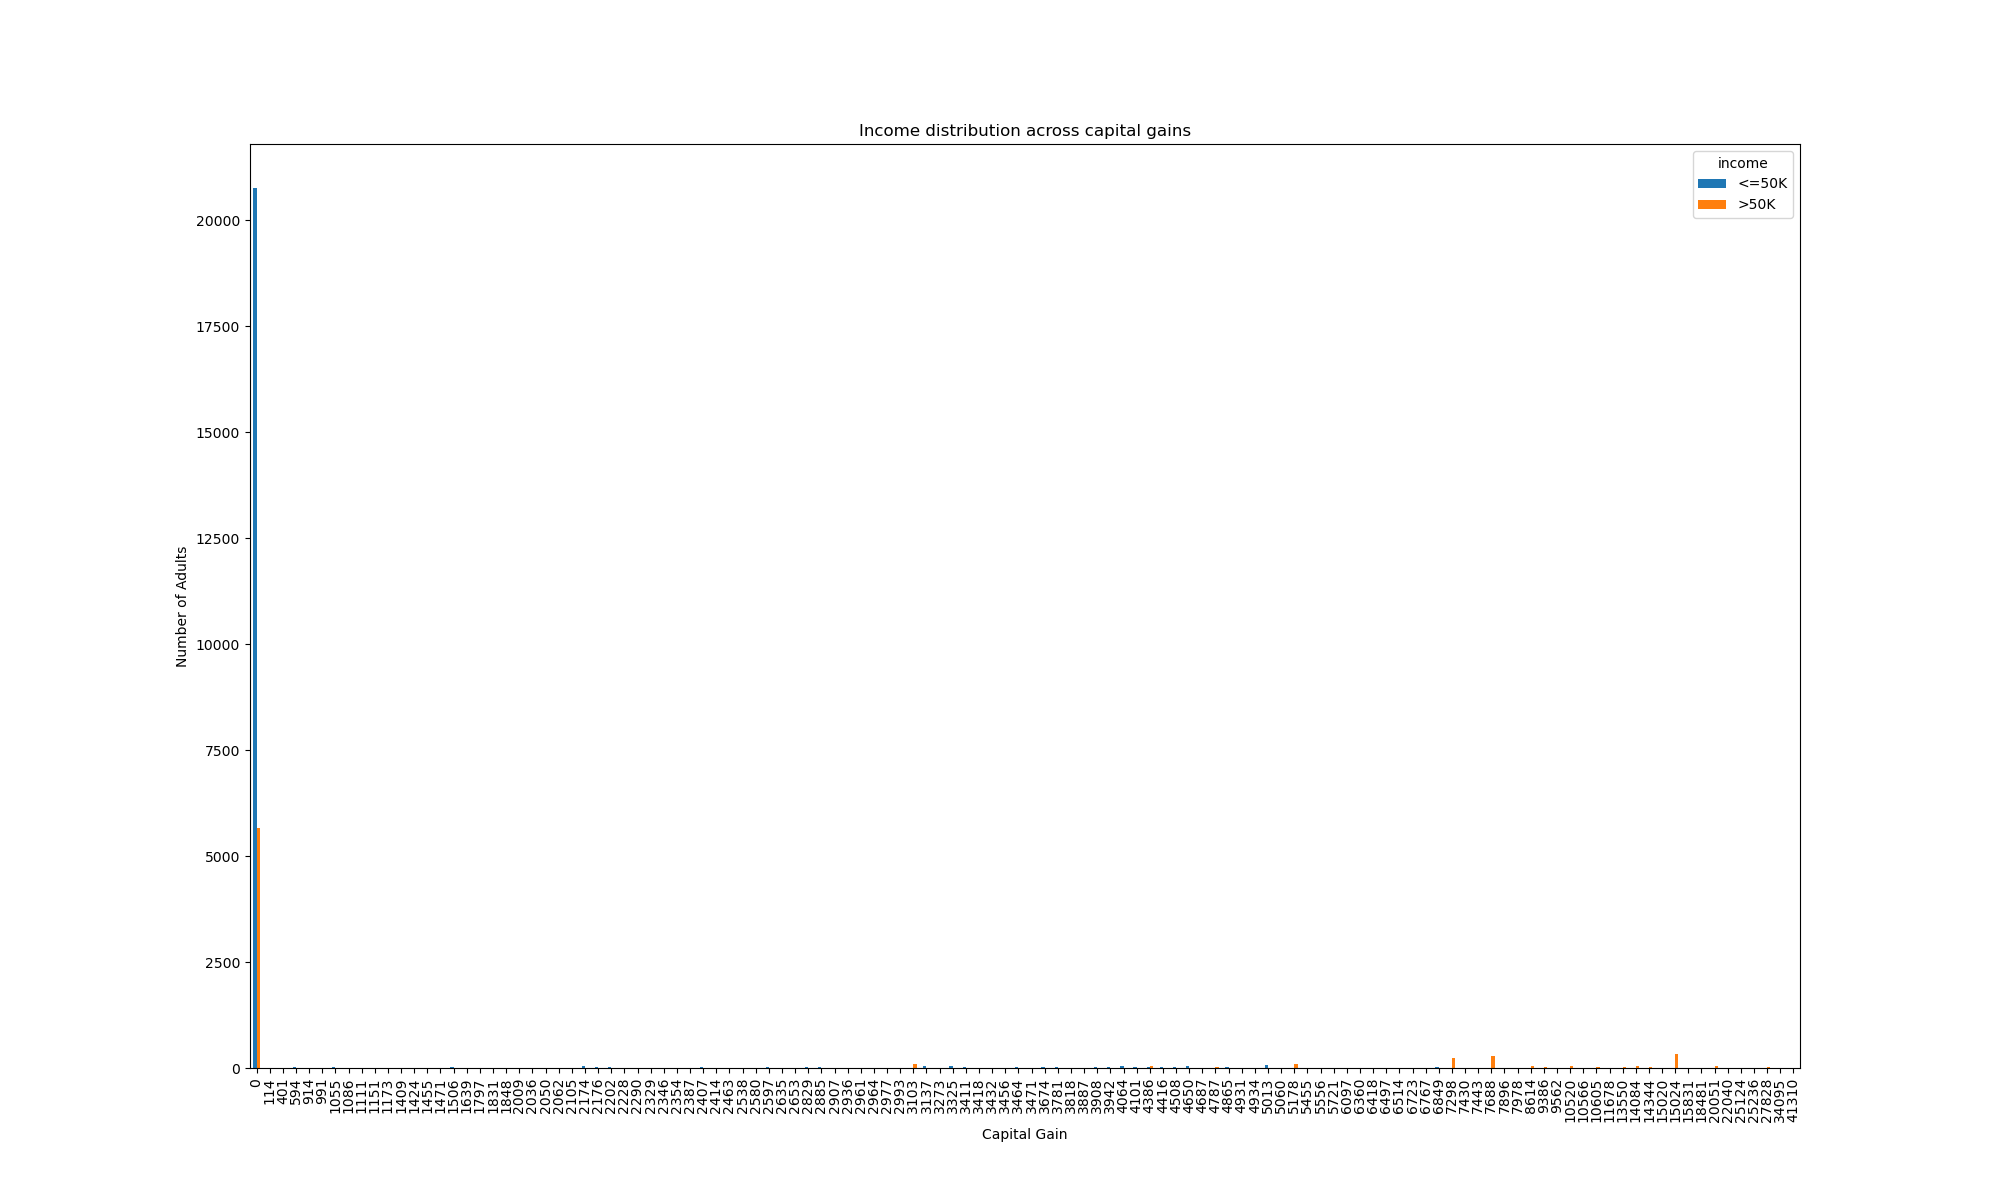 Income distribution across capital gains
income
<=50K
>50K
20000
17500
15000
12500
10000
7500
5000
2500
0
Number of Adults
0 114 401 594 914 991 1055 1086 1111 1151 1173 1409 1424 1455 1471 1506 1639 1797 1831 1848 2009 2036 2050 2062 2105 2174 2176 2202 2228 2290 2329 2346 2354 2387 2407 2414 2463 2538 2580 2597 2635 2653 2829 2885 2907 2936 2961 2964 2977 2993 3103 3137 3273 3325 3411 3418 3432 3456 3464 3471 3674 3781 3818 3887 3908 3942 4064 4101 4386 4416 4508 4650 4687 4787 4865 4931 4934 5013 5060 5178 5455 5556 5721 6097 6360 6418 6497 6514 6723 6767 6849 7298 7430 7443 7688 7896 7978 8614 9386 9562 10520 10566 10605 11678 13550 14084 14344 15020 15024 15831 18481 20051 22040 25124 25236 27828 34095 41310
Capital Gain